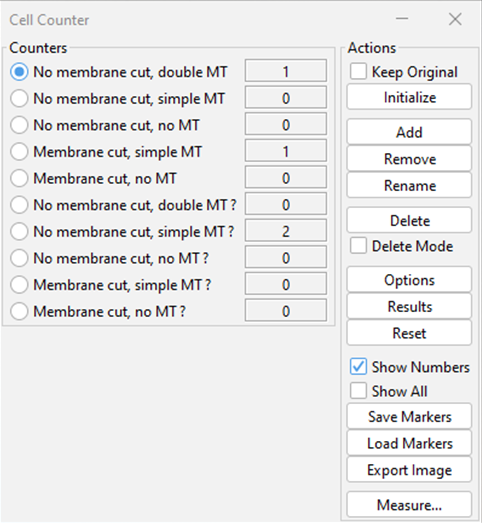 Cell Counter
Counters
No membrane cut, double MT 1
No membrane cut, simple MT 0
No membrane cut, no MT 0
Membrane cut, simple MT 1
Membrane cut, no MT 0
No membrane cut, double MT ? 0
No membrane cut, simple MT ? 2
No membrane cut, no MT ? 0
Membrane cut, simple MT ? 0
Membrane cut, no MT ? 0
Actions
Keep Original
Initialize
Add
Remove
Rename
Delete
Delete Mode
Options
Results
Reset
Show Numbers
Show All
Save Markers
Load Markers
Export Image
Measure...